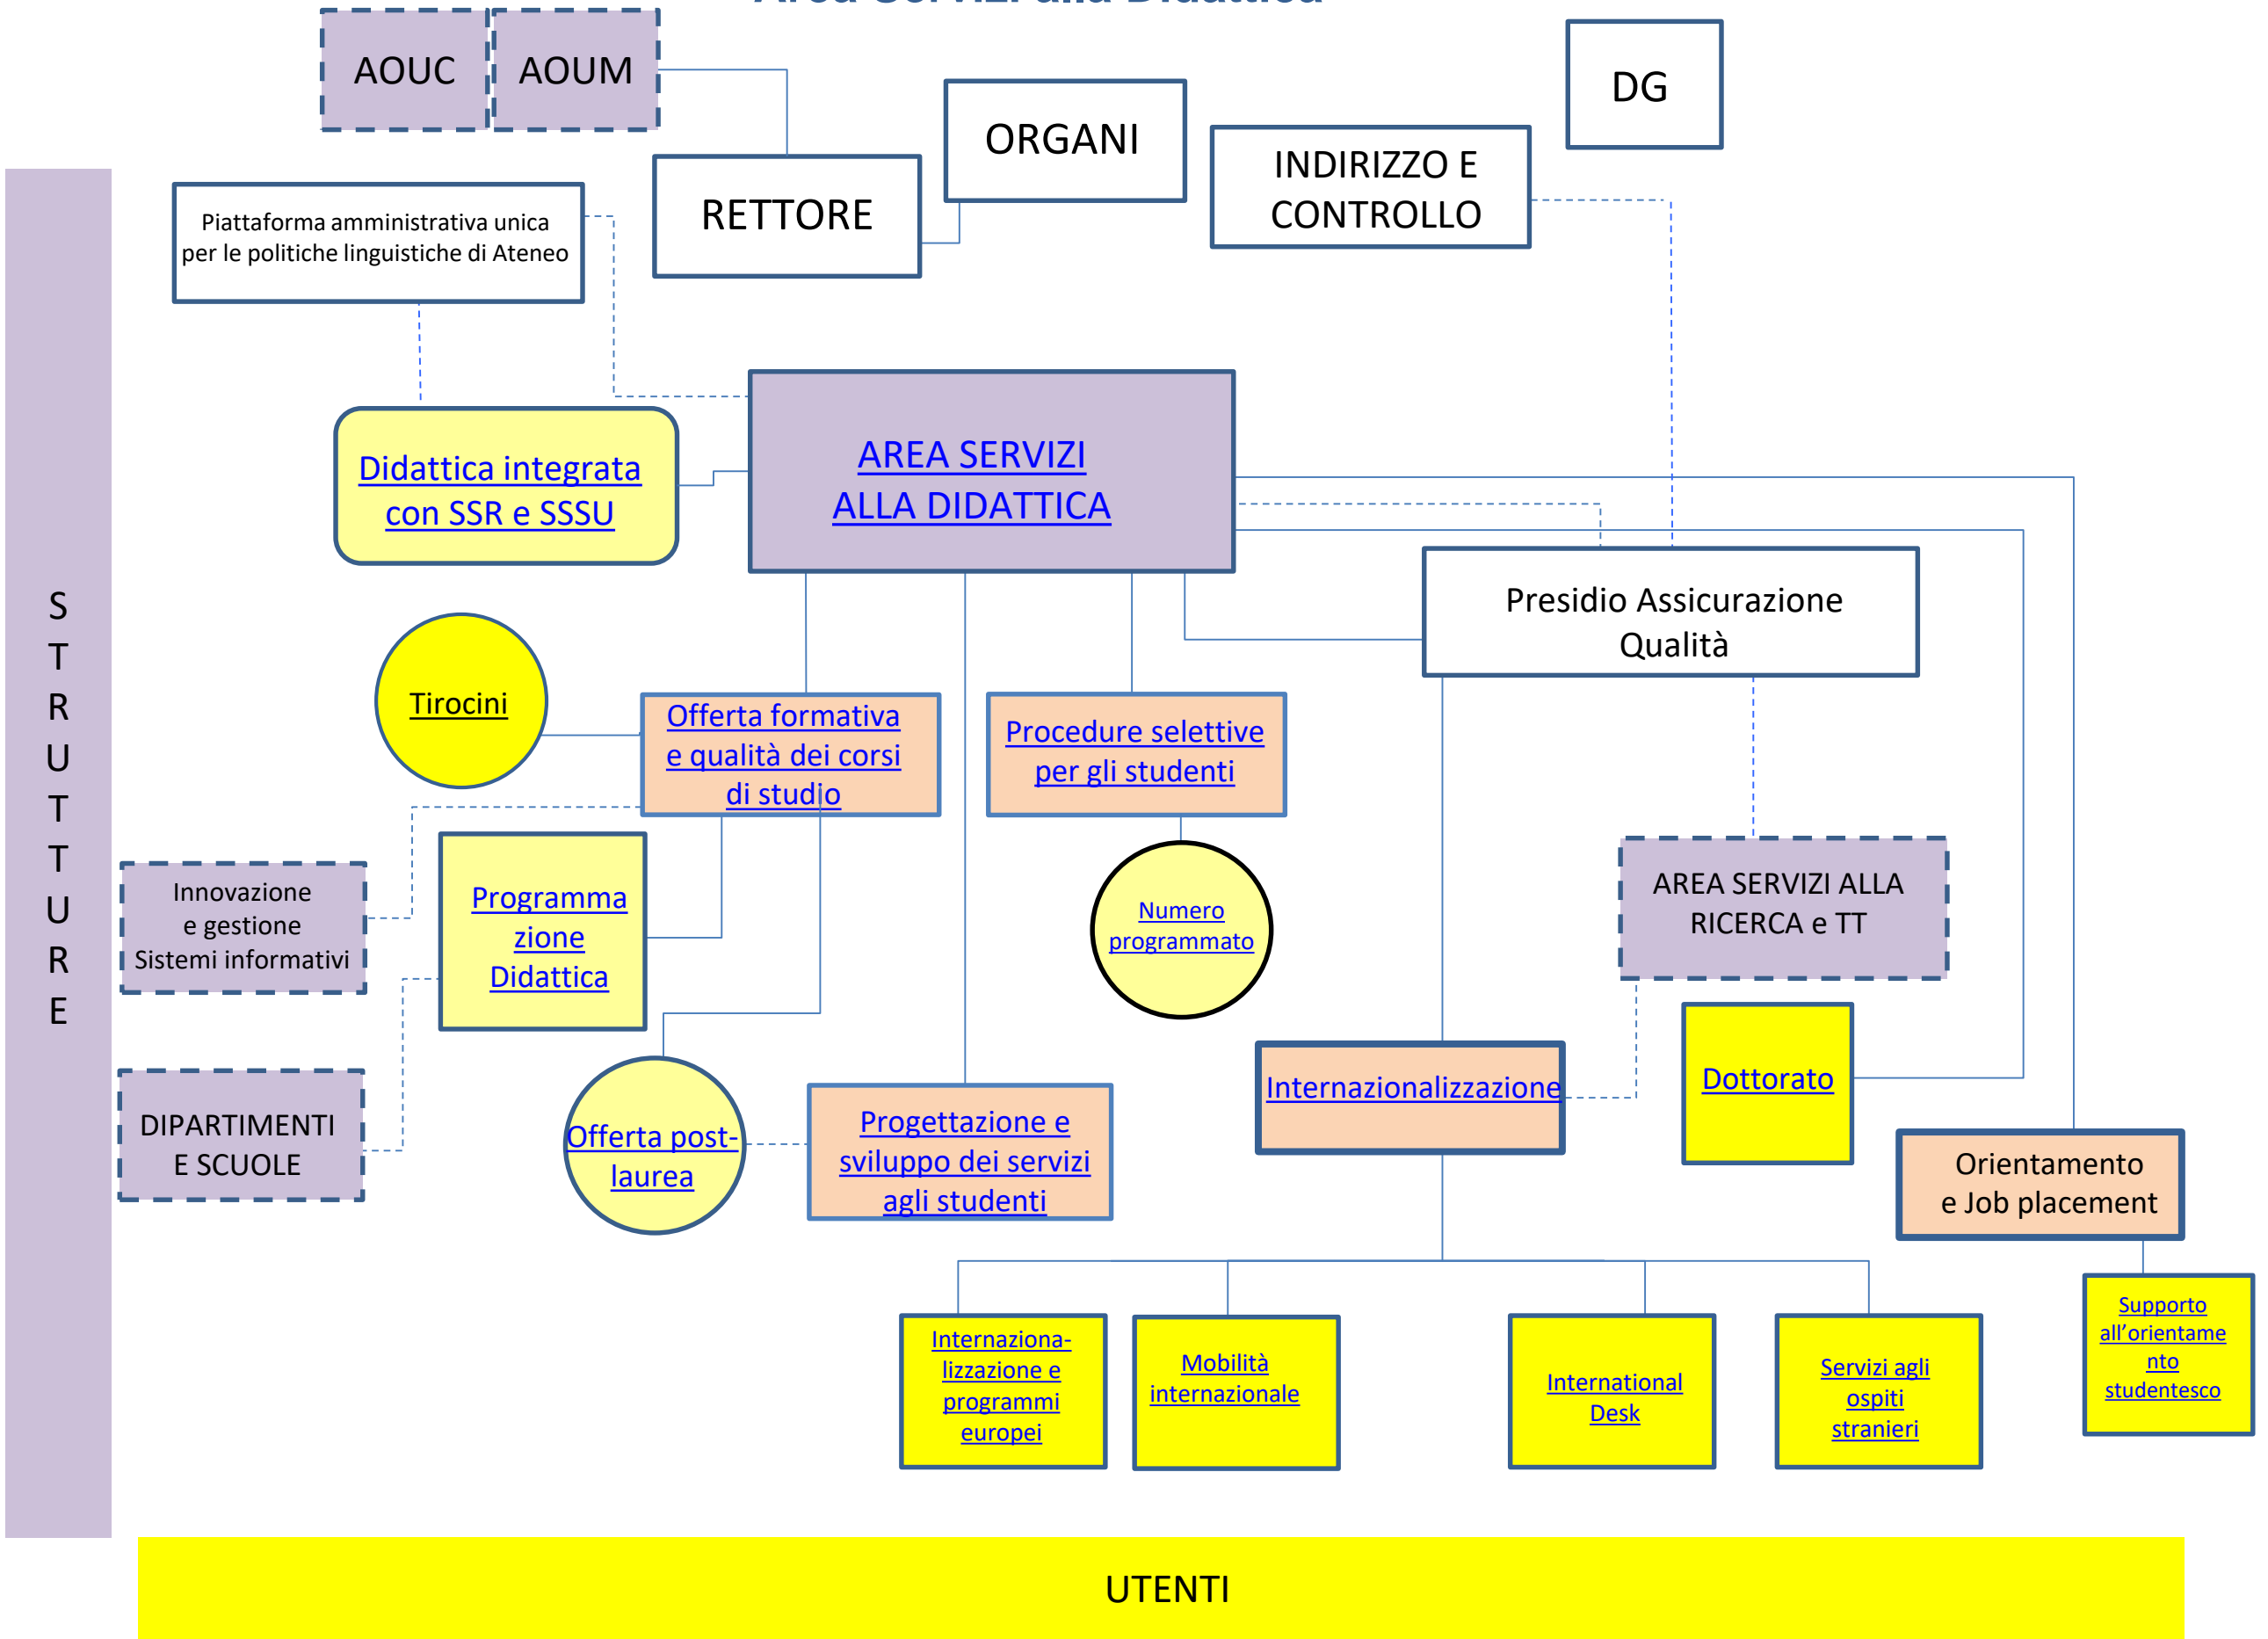 Area Servizi alla Didattica
AOUC
AOUM
DG
ORGANI
INDIRIZZO E
CONTROLLO
RETTORE
Piattaforma amministrativa unica
per le politiche linguistiche di Ateneo
AREA SERVIZI
ALLA DIDATTICA
Didattica integrata
con SSR e SSSU
S
T
R
U
T
T
U
R
E
Presidio Assicurazione
Qualità
Tirocini
Offerta formativa
e qualità dei corsi
di studio
Procedure selettive
per gli studenti
Innovazione
e gestione
Sistemi informativi
Programma
zione
Didattica
Numero
programmato
AREA SERVIZI ALLA
RICERCA e TT
DIPARTIMENTI
E SCUOLE
Offerta post-
laurea
Progettazione e
sviluppo dei servizi
agli studenti
Internazionalizzazione
Dottorato
Orientamento
e Job placement
Internaziona-
lizzazione e
programmi
europei
Mobilità
internazionale
International
Desk
Servizi agli
ospiti
stranieri
Supporto
all’orientame
nto
studentesco
UTENTI